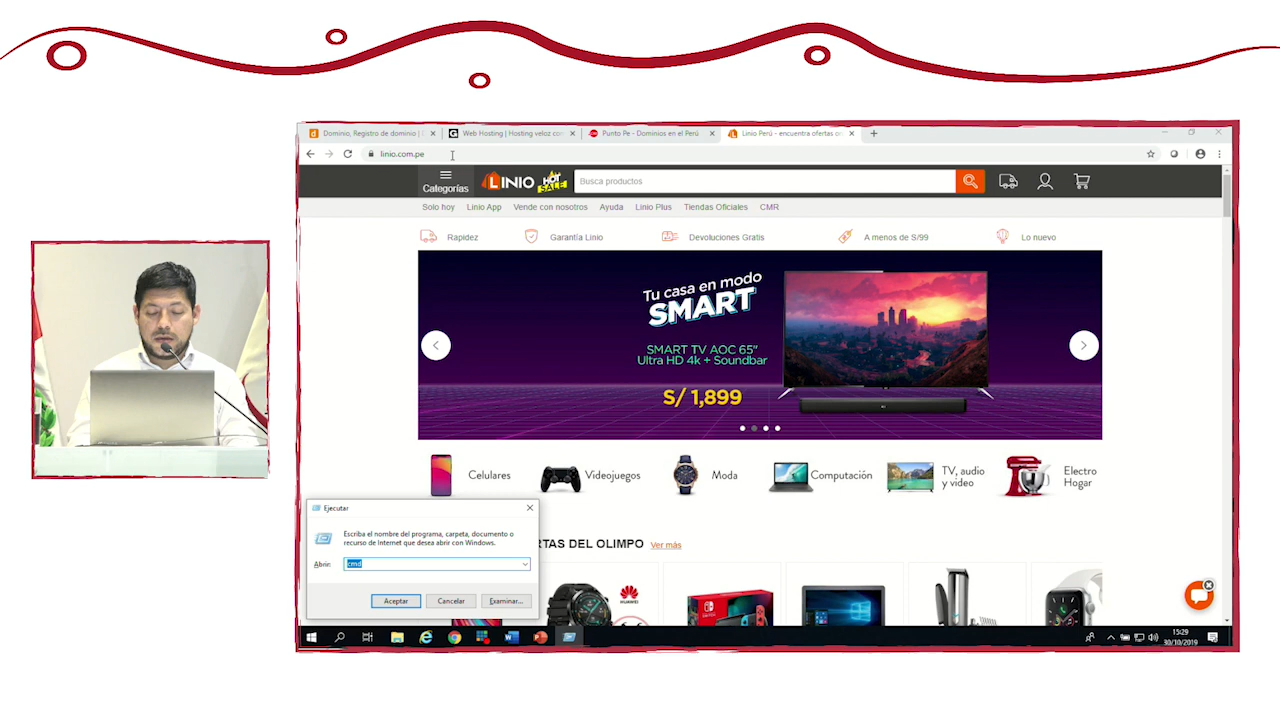 Dominio, Registro de dominio |
Web Hosting | Hosting veloz con
Punto Pe - Dominios en el Perú
Linio Perú - encuentra ofertas
linio.com.pe
Categorías
LINIO
HOT
SALE
Busca productos
Solo hoy
Linio App
Vende con nosotros
Ayuda
Linio Plus
Tiendas Oficiales
CMR
Rapidez
Garantía Linio
Devoluciones Gratis
A menos de S/99
Lo nuevo
Tu casa en modo
SMART
SMART TV AOC 65"
Ultra HD 4k + Soundbar
S/ 1,899
Celulares
Videojuegos
Moda
Computación
TV, audio
y video
Electro
Hogar
Ejecutar
Escriba el nombre del programa, carpeta, documento o
recurso de Internet que desea abrir con Windows.
Abrir:
cmd
Aceptar
Cancelar
Examinar...
RTAS DEL OLIMPO
Ver más
HUAWEI
15:29
30/10/2019